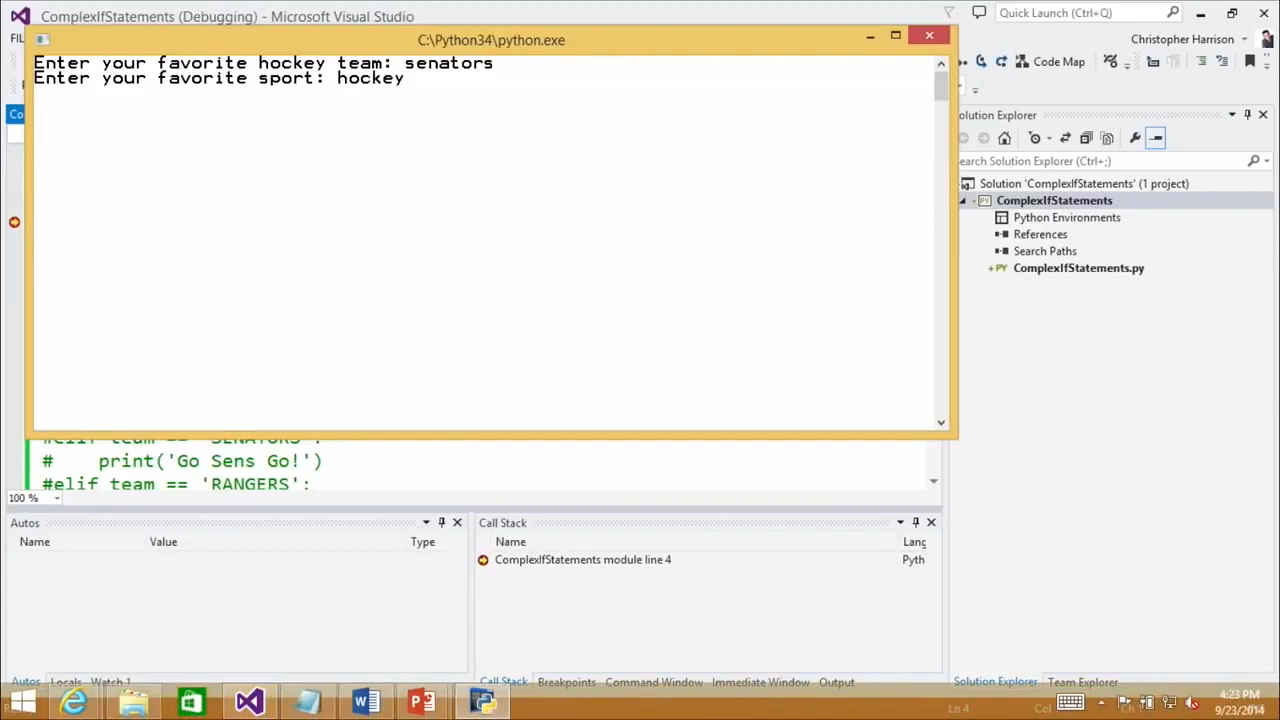 ComplexIfStatements (Debugging) - Microsoft Visual Studio
Quick Launch (Ctrl+Q)
C:\Python34\python.exe
Christopher Harrison
Enter your favorite hockey team: senators
Enter your favorite sport: hockey
Code Map
olution Explorer
earch Solution Explorer (Ctrl+;)
Solution 'ComplexIfStatements' (1 project)
ComplexIfStatements
Python Environments
References
Search Paths
ComplexIfStatements.py
#elif team == 'SENATORS':
#    print('Go Sens Go!')
#elif team == 'RANGERS':
100 %
Autos
Name Value Type
Call Stack
Name Lang
ComplexIfStatements module line 4 Pyth
Autos Locals Watch 1
Call Stack Breakpoints Command Window Immediate Window Output
Solution Explorer Team Explorer
Ln 4
4:23 PM
9/23/2014